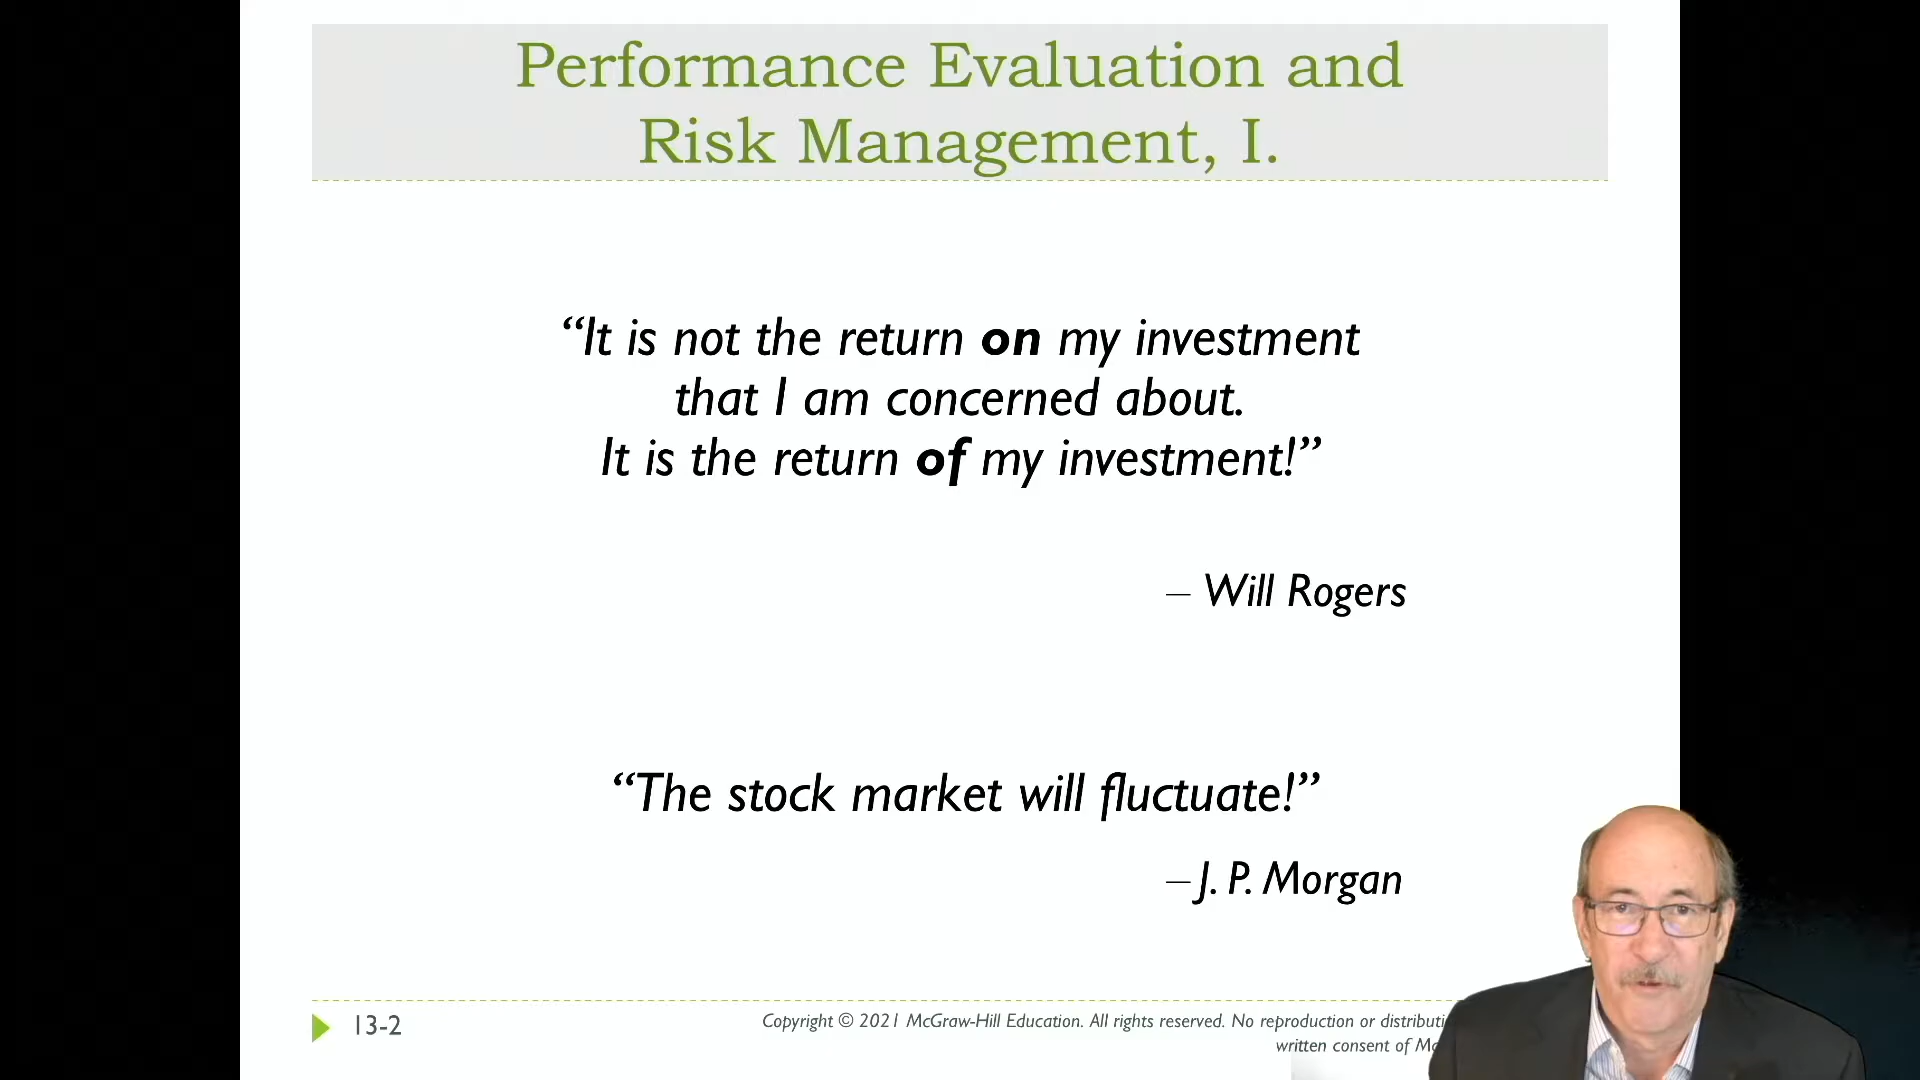 Performance Evaluation and
Risk Management, I.
“It is not the return on my investment
that I am concerned about.
It is the return of my investment!”
– Will Rogers
“The stock market will fluctuate!”
– J. P. Morgan
13-2
Copyright © 2021 McGraw-Hill Education. All rights reserved. No reproduction or
written consent of